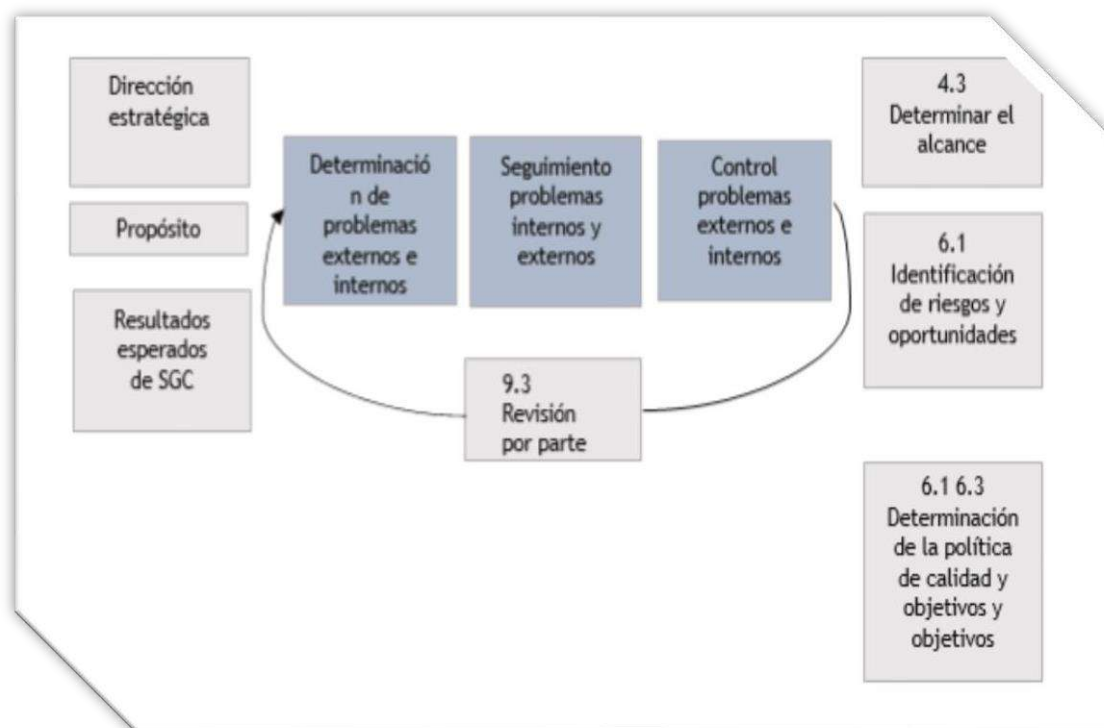 Dirección
estratégica
Propósito
Resultados
esperados
de SGC
Determinació
n de
problemas
externos e
internos
Seguimiento
problemas
internos y
externos
Control
problemas
externos e
internos
9.3
Revisión
por parte
4.3
Determinar el
alcance
6.1
Identificación
de riesgos y
oportunidades
6.1 6.3
Determinación
de la política
de calidad y
objetivos y
objetivos